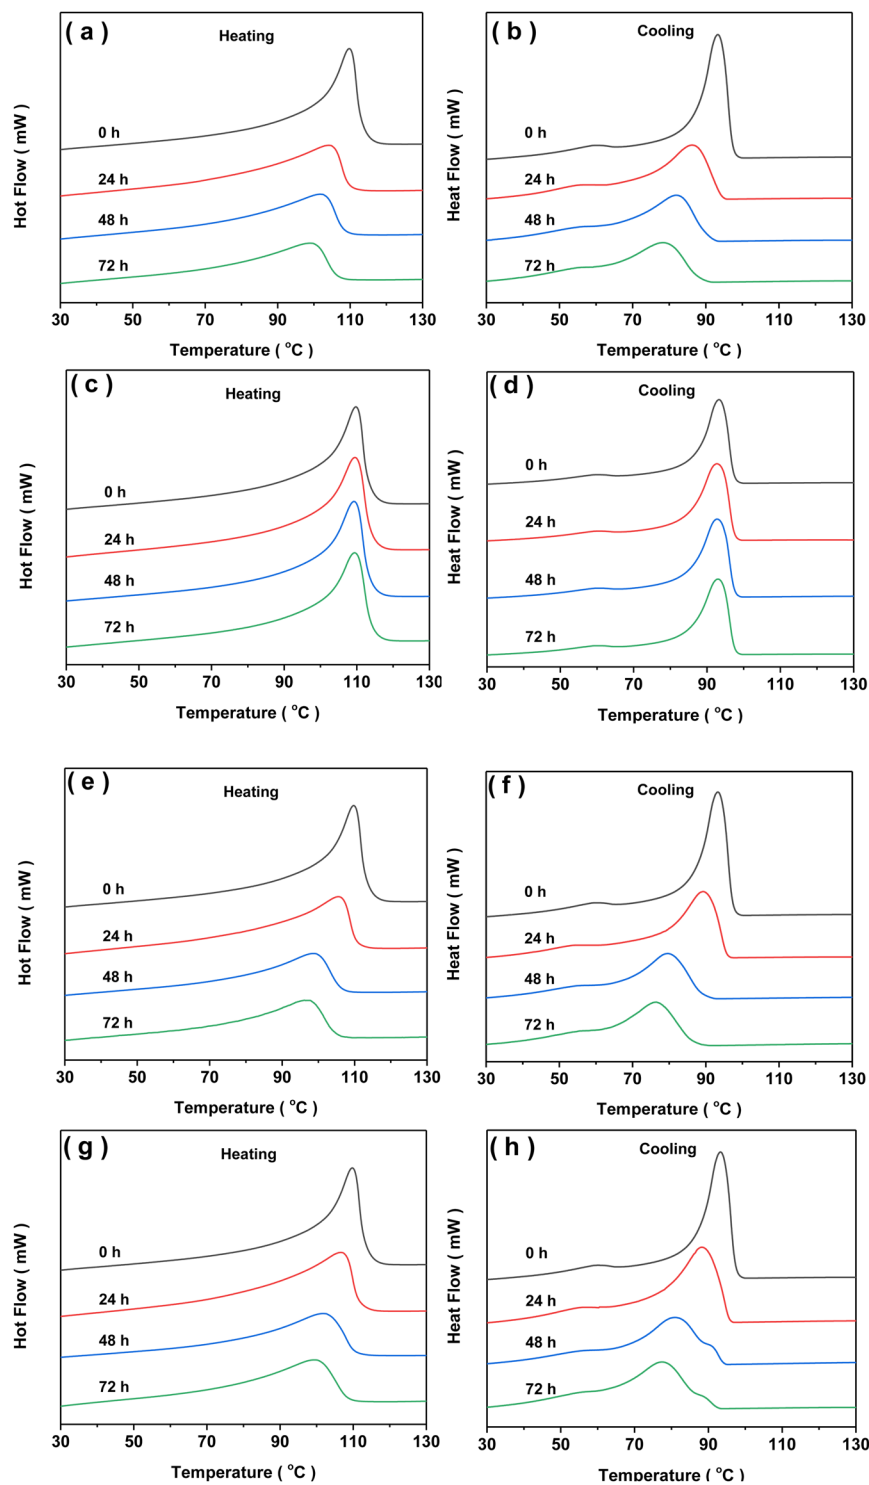 ( a )
Heating
Hot Flow ( mW )
0 h
24 h
48 h
72 h
30 50 70 90 110 130
Temperature ( °C )
( b )
Cooling
Heat Flow ( mW )
0 h
24 h
48 h
72 h
30 50 70 90 110 130
Temperature ( °C )
( c )
Heating
Hot Flow ( mW )
0 h
24 h
48 h
72 h
30 50 70 90 110 130
Temperature ( °C )
( d )
Cooling
Heat Flow ( mW )
0 h
24 h
48 h
72 h
30 50 70 90 110 130
Temperature ( °C )
( e )
Heating
Hot Flow ( mW )
0 h
24 h
48 h
72 h
30 50 70 90 110 130
Temperature ( °C )
( f )
Cooling
Heat Flow ( mW )
0 h
24 h
48 h
72 h
30 50 70 90 110 130
Temperature ( °C )
( g )
Heating
Hot Flow ( mW )
0 h
24 h
48 h
72 h
30 50 70 90 110 130
Temperature ( °C )
( h )
Cooling
Heat Flow ( mW )
0 h
24 h
48 h
72 h
30 50 70 90 110 130
Temperature ( °C )